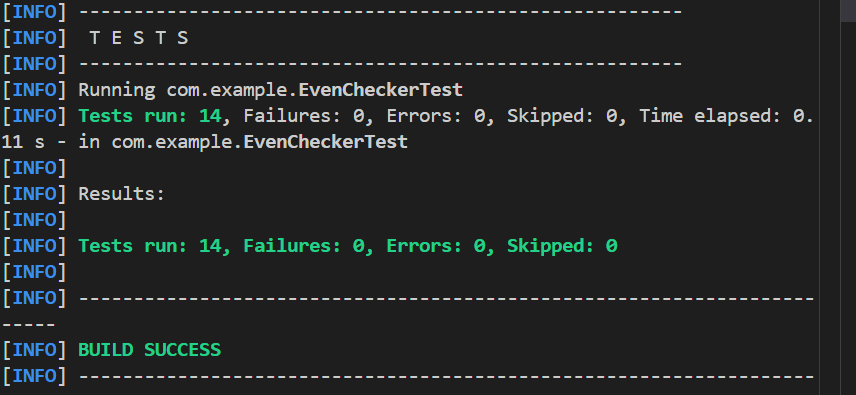 [INFO] -------------------------------------------------------
[INFO]  T E S T S
[INFO] -------------------------------------------------------
[INFO] Running com.example.EvenCheckerTest
[INFO] Tests run: 14, Failures: 0, Errors: 0, Skipped: 0, Time elapsed: 0.
11 s - in com.example.EvenCheckerTest
[INFO]
[INFO] Results:
[INFO]
[INFO] Tests run: 14, Failures: 0, Errors: 0, Skipped: 0
[INFO]
[INFO] -------------------------------------------------------------------
-----
[INFO] BUILD SUCCESS
[INFO] -------------------------------------------------------------------